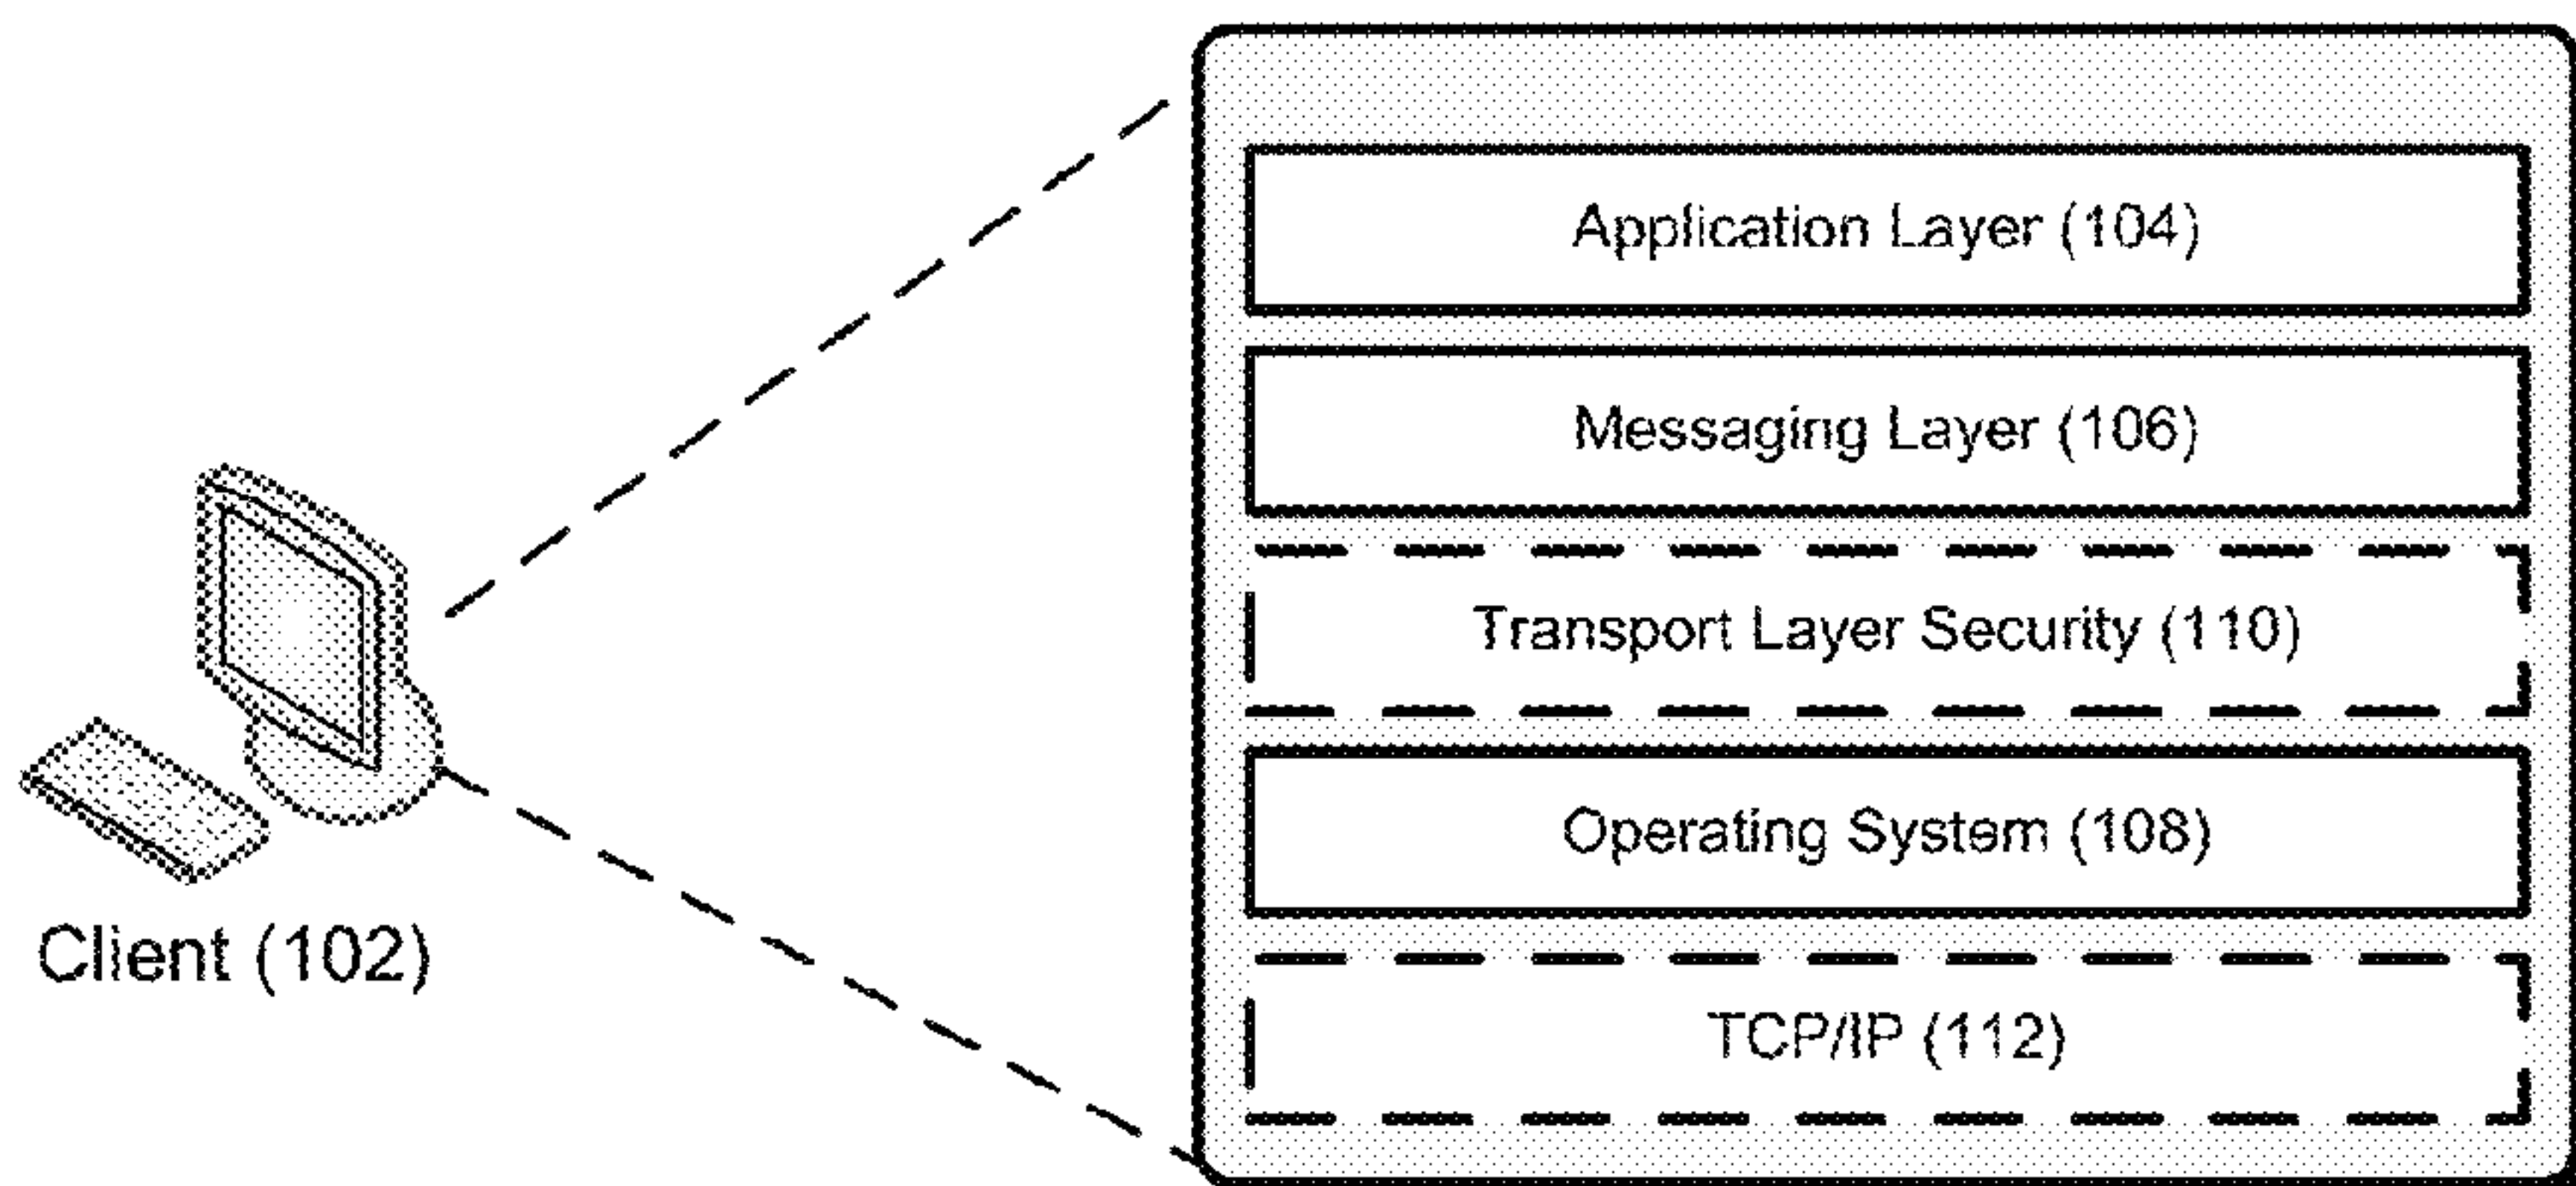 Application Layer (104)
Messaging Layer (106)
Transport Layer Security (110)
Operating System (108)
TCP/IP (112)
Client (102)